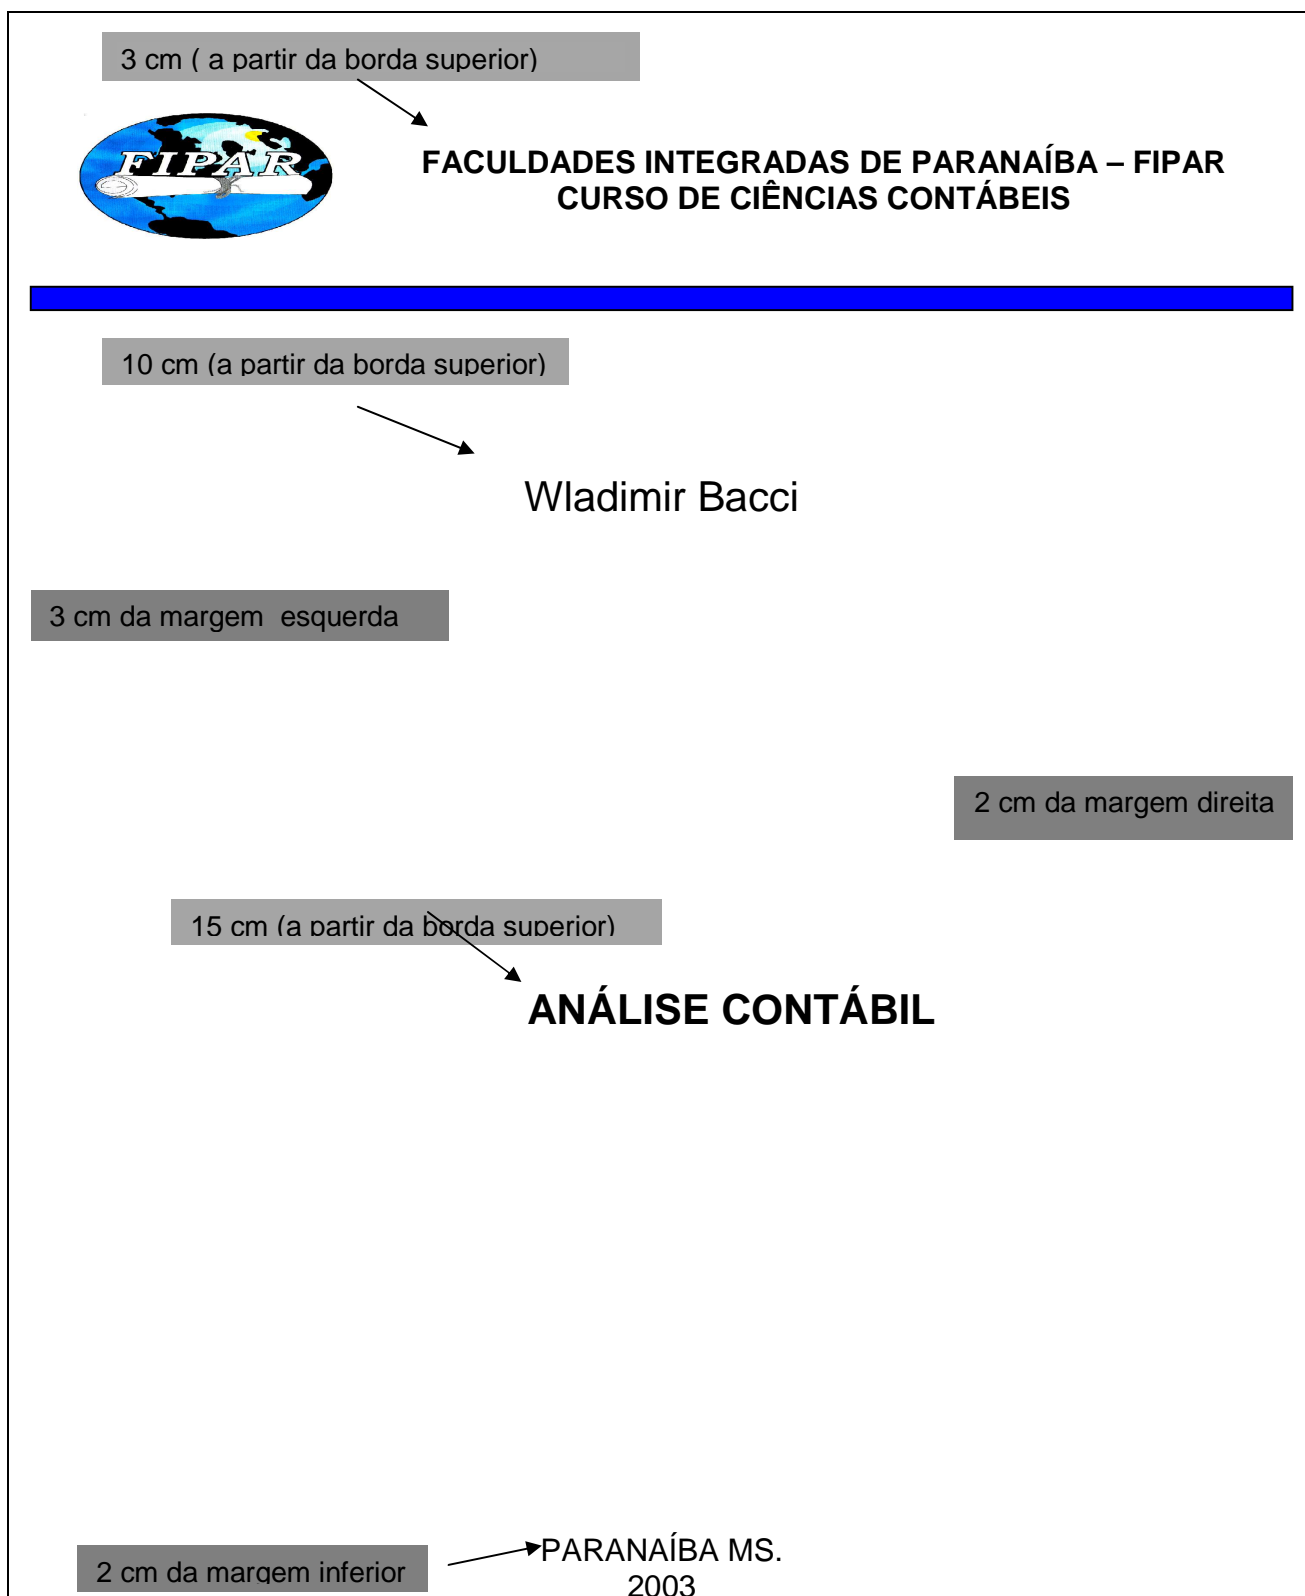 3 cm ( a partir da borda superior)
FIPAR
FACULDADES INTEGRADAS DE PARANAÍBA – FIPAR
CURSO DE CIÊNCIAS CONTÁBEIS
10 cm (a partir da borda superior)
Wladimir Bacci
3 cm da margem esquerda
2 cm da margem direita
15 cm (a partir da borda superior)
ANÁLISE CONTÁBIL
2 cm da margem inferior
PARANAÍBA MS.
2003